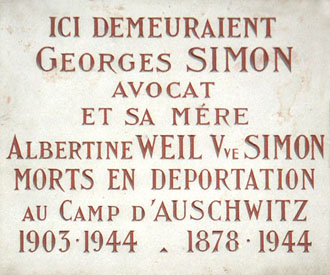 ICI DEMEURAIENT
GEORGES SIMON
AVOCAT
ET SA MÉRE
ALBERTINE WEIL VVE SIMON
MORTS EN DEPORTATION
AU CAMP D'AUSCHWITZ
1903·1944 - 1878·1944